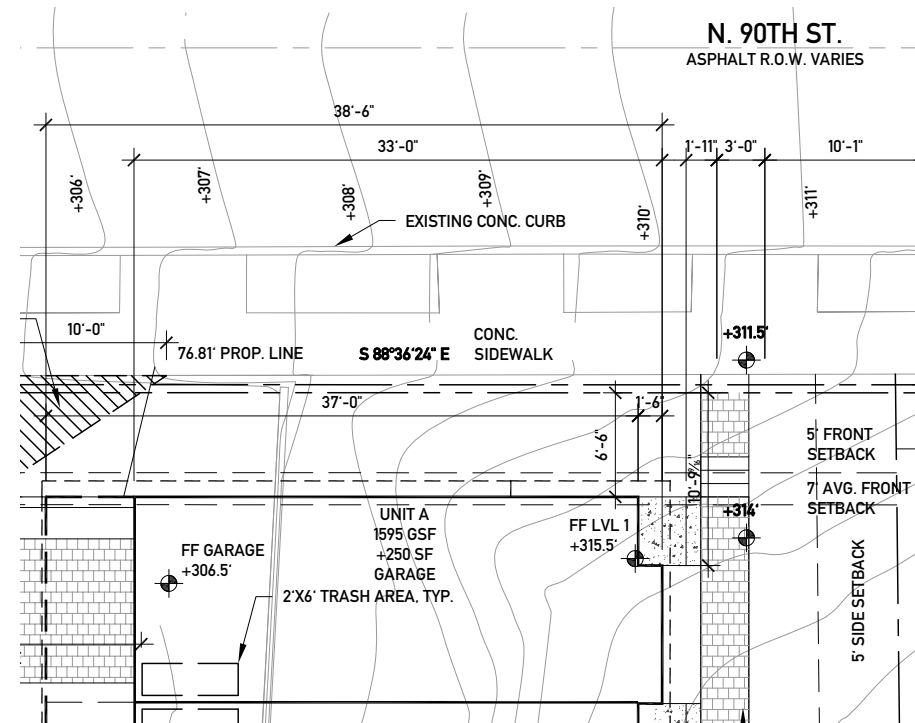 N. 90TH ST.
ASPHALT R.O.W. VARIES
38'-6"
33'-0"
1'-11"
3'-0"
10'-1"
+306'
+307'
+308'
+309'
+310'
+311'
EXISTING CONC. CURB
10'-0"
76.81' PROP. LINE
S 88°36'24" E
CONC.
SIDEWALK
+311.5'
37'-0"
1'-6"
6'-6"
10'-9⁹⁄₁₆"
5' FRONT
SETBACK
7' AVG. FRONT
SETBACK
+314'
UNIT A
1595 GSF
+250 SF
GARAGE
FF LVL 1
+315.5'
FF GARAGE
+306.5'
2'X6' TRASH AREA, TYP.
5' SIDE SETBACK